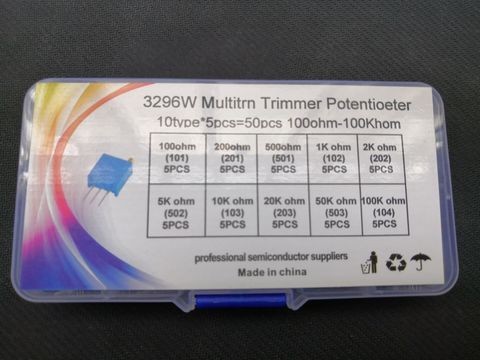 3296W Multitrn Trimmer Potentioeter
10type*5pcs=50pcs 100ohm-100Khom
100ohm 200ohm 500ohm 1K ohm 2K ohm
(101) (201) (501) (102) (202)
5PCS 5PCS 5PCS 5PCS 5PCS
5K ohm 10K ohm 20K ohm 50K ohm 100K ohm
(502) (103) (203) (503) (104)
5PCS 5PCS 5PCS 5PCS 5PCS
professional semiconductor suppliers
Made in china